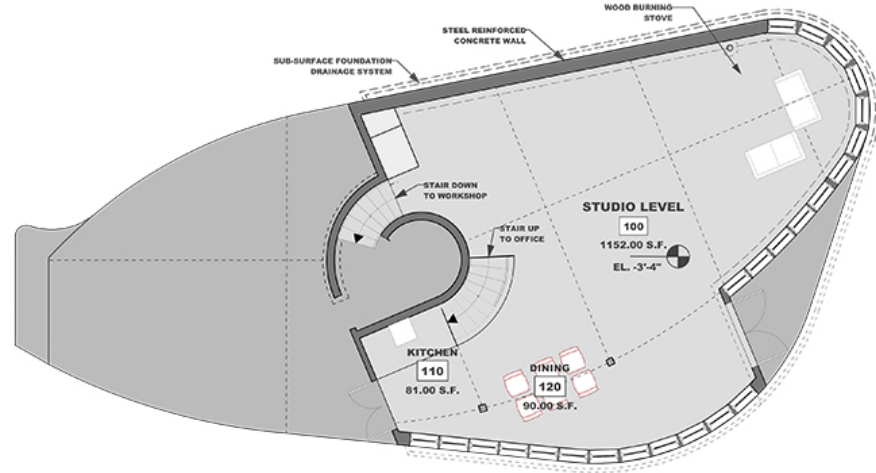 WOOD BURNING
STOVE
STEEL REINFORCED
CONCRETE WALL
SUB-SURFACE FOUNDATION
DRAINAGE SYSTEM
STAIR DOWN
TO WORKSHOP
STAIR UP
TO OFFICE
STUDIO LEVEL
100
1152.00 S.F.
EL. -3'-4"
KITCHEN
110
81.00 S.F.
DINING
120
90.00 S.F.